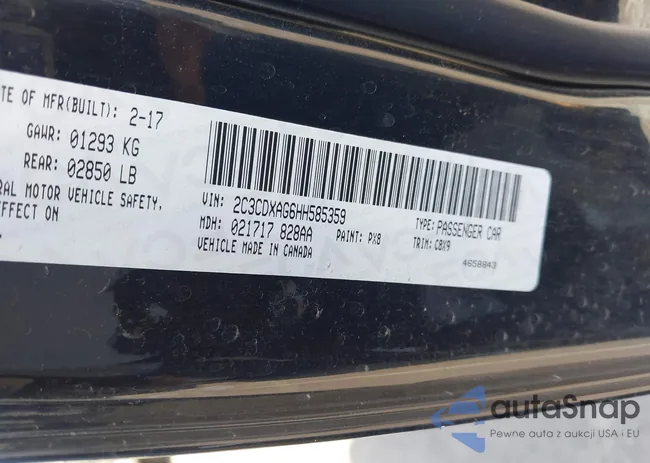 TE OF MFR(BUILT): 2-17
GAWR: 01293 KG
REAR: 02850 LB
RAL MOTOR VEHICLE SAFETY,
EFFECT ON
VIN: 2C3CDXAG6HH585359
TYPE: PASSENGER CAR
MDH: 021717 828AA
PAINT: PX8
TRIM: CBX9
VEHICLE MADE IN CANADA
4658843
autoSnap
Pewne auta z aukcji USA i EU